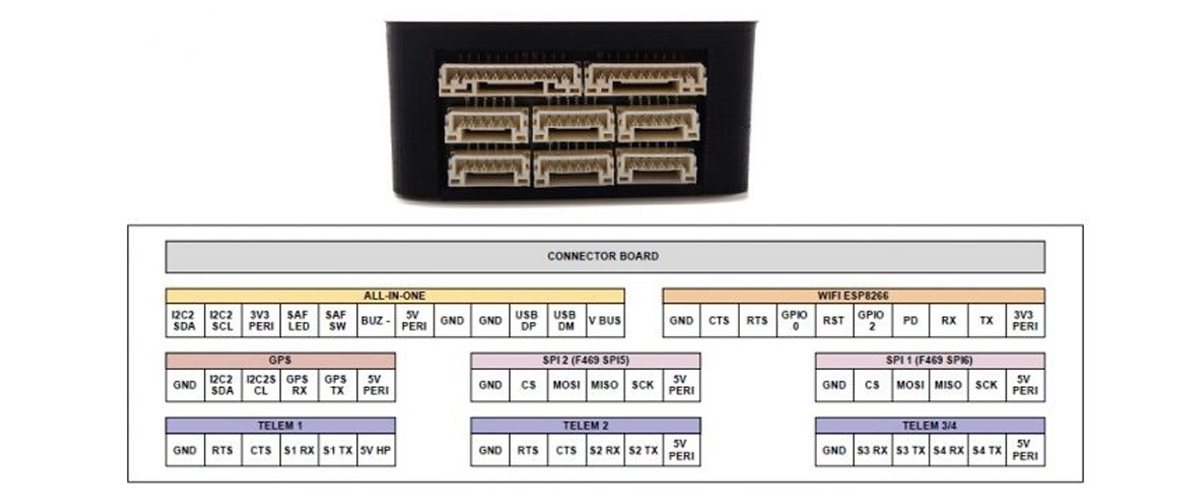 CONNECTOR BOARD
ALL-IN-ONE
I2C2 SDA I2C2 SCL 3V3 PERI SAF LED SAF SW BUZ - 5V PERI GND GND USB DP USB DM V BUS
WIFI ESP8266
GND CTS RTS GPIO 0 RST GPIO 2 PD RX TX 3V3 PERI
GPS
GND I2C2 SDA I2C2S CL GPS RX GPS TX 5V PERI
SPI 2 (F469 SPI5)
GND CS MOSI MISO SCK 5V PERI
SPI 1 (F469 SPI6)
GND CS MOSI MISO SCK 5V PERI
TELEM 1
GND RTS CTS S1 RX S1 TX 5V HP
TELEM 2
GND RTS CTS S2 RX S2 TX 5V PERI
TELEM 3/4
GND S3 RX S3 TX S4 RX S4 TX 5V PERI